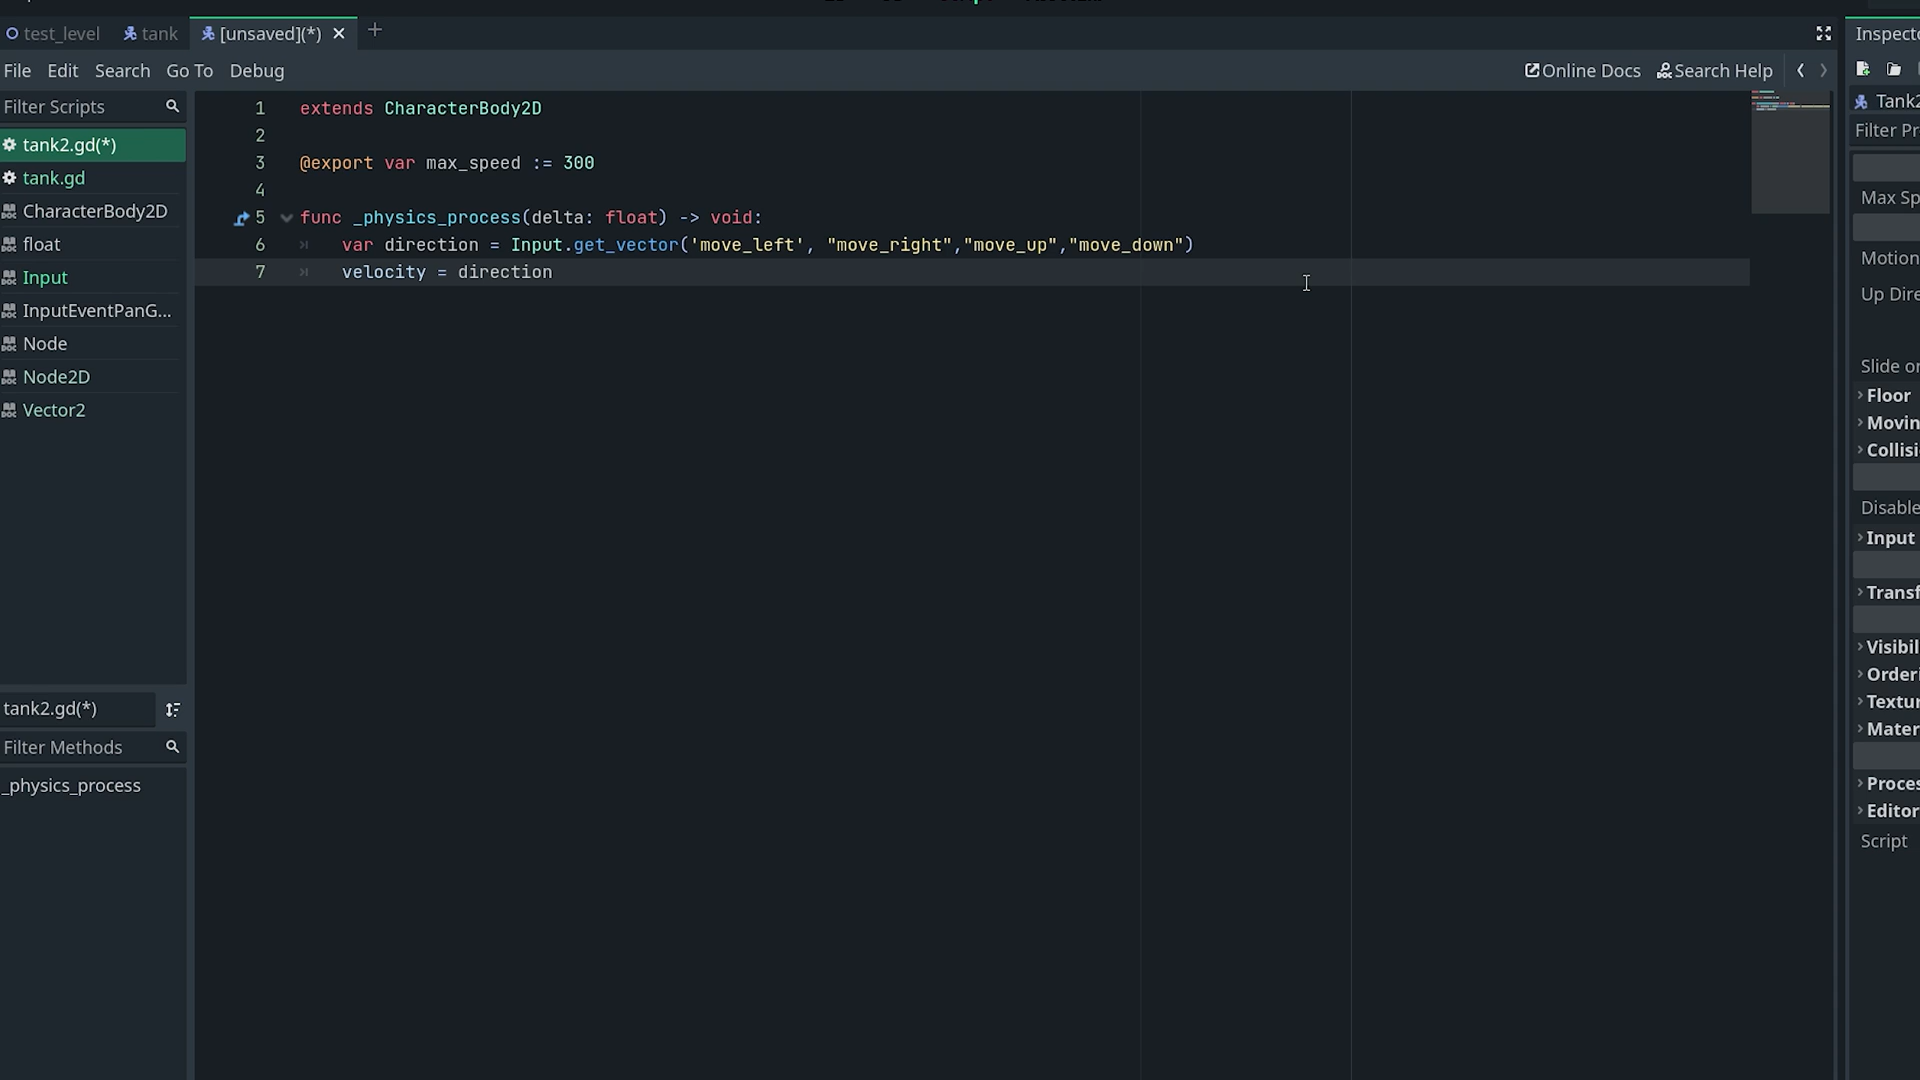 test_level
tank
[unsaved](*)
File Edit Search Go To Debug
Online Docs
Search Help
Filter Scripts
tank2.gd(*)
tank.gd
CharacterBody2D
float
Input
InputEventPanG...
Node
Node2D
Vector2
tank2.gd(*)
Filter Methods
_physics_process
1 extends CharacterBody2D
2
3 @export var max_speed := 300
4
5 func _physics_process(delta: float) -> void:
6 var direction = Input.get_vector('move_left', "move_right","move_up","move_down")
7 velocity = direction
Inspecto
Tank2
Filter Pr
Max Sp
Motion
Up Dire
Slide on
Floor
Movin
Collisi
Disable
Input
Transf
Visibil
Orderi
Textur
Mater
Proces
Editor
Script